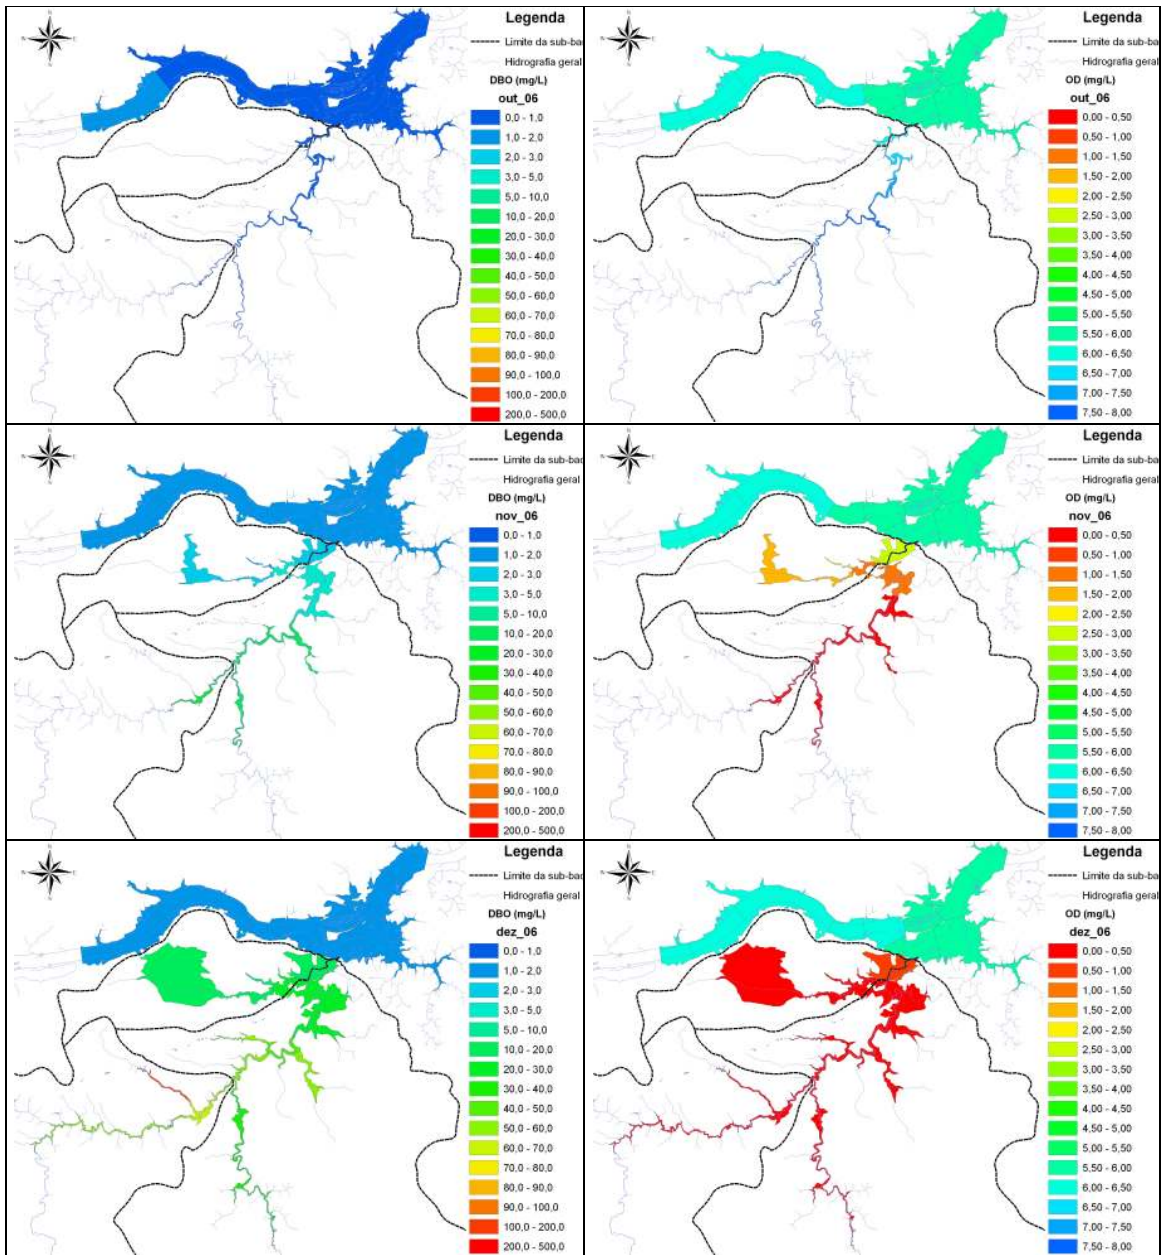 Legenda
Limite da sub-ba
Hidrografia geral
DBO (mg/L)
out_06
0,0 - 1,0
1,0 - 2,0
2,0 - 3,0
3,0 - 5,0
5,0 - 10,0
10,0 - 20,0
20,0 - 30,0
30,0 - 40,0
40,0 - 50,0
50,0 - 60,0
60,0 - 70,0
70,0 - 80,0
80,0 - 90,0
90,0 - 100,0
100,0 - 200,0
200,0 - 500,0
Legenda
Limite da sub-ba
Hidrografia geral
OD (mg/L)
out_06
0,00 - 0,50
0,50 - 1,00
1,00 - 1,50
1,50 - 2,00
2,00 - 2,50
2,50 - 3,00
3,00 - 3,50
3,50 - 4,00
4,00 - 4,50
4,50 - 5,00
5,00 - 5,50
5,50 - 6,00
6,00 - 6,50
6,50 - 7,00
7,00 - 7,50
7,50 - 8,00
Legenda
Limite da sub-bac
Hidrografia geral
DBO (mg/L)
nov_06
0,0 - 1,0
1,0 - 2,0
2,0 - 3,0
3,0 - 5,0
5,0 - 10,0
10,0 - 20,0
20,0 - 30,0
30,0 - 40,0
40,0 - 50,0
50,0 - 60,0
60,0 - 70,0
70,0 - 80,0
80,0 - 90,0
90,0 - 100,0
100,0 - 200,0
200,0 - 500,0
Legenda
Limite da sub-bac
Hidrografia geral
OD (mg/L)
nov_06
0,00 - 0,50
0,50 - 1,00
1,00 - 1,50
1,50 - 2,00
2,00 - 2,50
2,50 - 3,00
3,00 - 3,50
3,50 - 4,00
4,00 - 4,50
4,50 - 5,00
5,00 - 5,50
5,50 - 6,00
6,00 - 6,50
6,50 - 7,00
7,00 - 7,50
7,50 - 8,00
Legenda
Limite da sub-bac
Hidrografia geral
DBO (mg/L)
dez_06
0,0 - 1,0
1,0 - 2,0
2,0 - 3,0
3,0 - 5,0
5,0 - 10,0
10,0 - 20,0
20,0 - 30,0
30,0 - 40,0
40,0 - 50,0
50,0 - 60,0
60,0 - 70,0
70,0 - 80,0
80,0 - 90,0
90,0 - 100,0
100,0 - 200,0
200,0 - 500,0
Legenda
Limite da sub-bac
Hidrografia geral
OD (mg/L)
dez_06
0,00 - 0,50
0,50 - 1,00
1,00 - 1,50
1,50 - 2,00
2,00 - 2,50
2,50 - 3,00
3,00 - 3,50
3,50 - 4,00
4,00 - 4,50
4,50 - 5,00
5,00 - 5,50
5,50 - 6,00
6,00 - 6,50
6,50 - 7,00
7,00 - 7,50
7,50 - 8,00